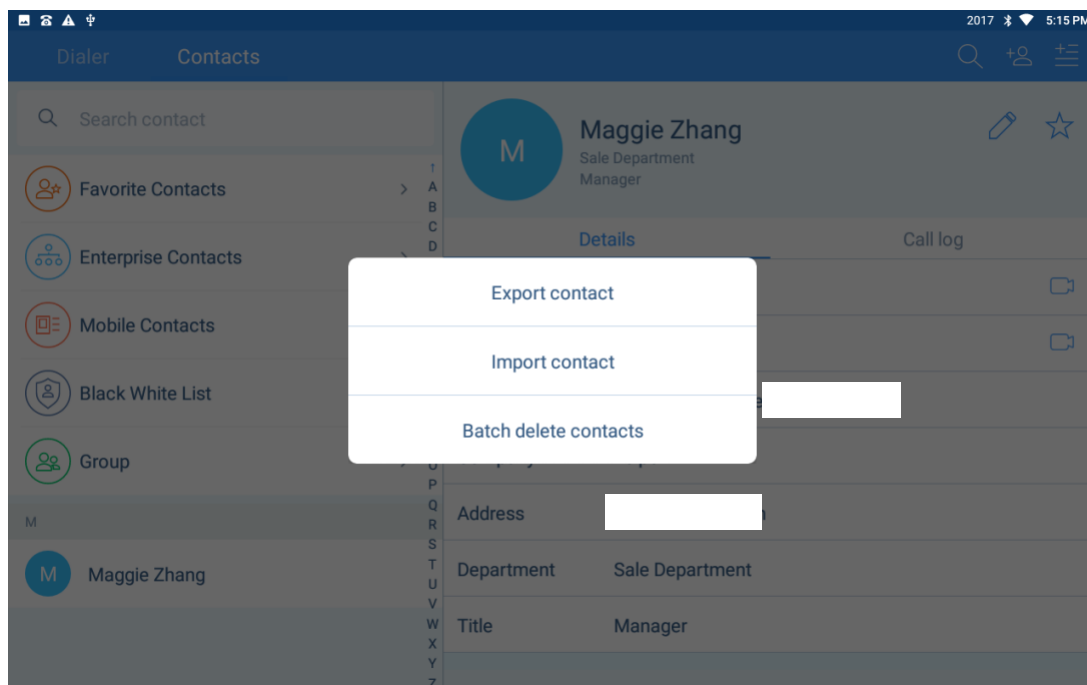 2017 5:15 PM
Dialer Contacts
Search contact
Favorite Contacts
Enterprise Contacts
Mobile Contacts
Black White List
Group
M
M Maggie Zhang
A
B
C
D
P
Q
R
S
T
U
V
W
X
Y
Z
M
Maggie Zhang
Sale Department
Manager
Details Call log
Export contact
Import contact
Batch delete contacts
Address
Department Sale Department
Title Manager